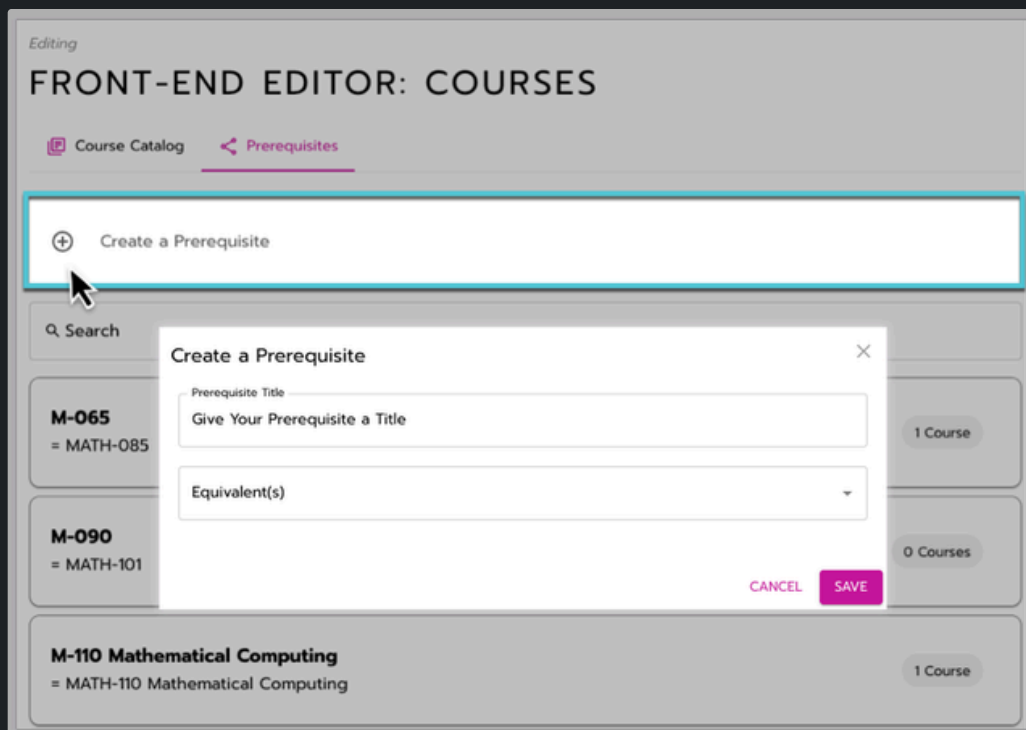 Editing
FRONT-END EDITOR: COURSES
Course Catalog
Prerequisites
Create a Prerequisite
Search
Create a Prerequisite
Prerequisite Title
Give Your Prerequisite a Title
Equivalent(s)
CANCEL
SAVE
M-065
= MATH-085
1 Course
M-090
= MATH-101
0 Courses
M-110 Mathematical Computing
= MATH-110 Mathematical Computing
1 Course